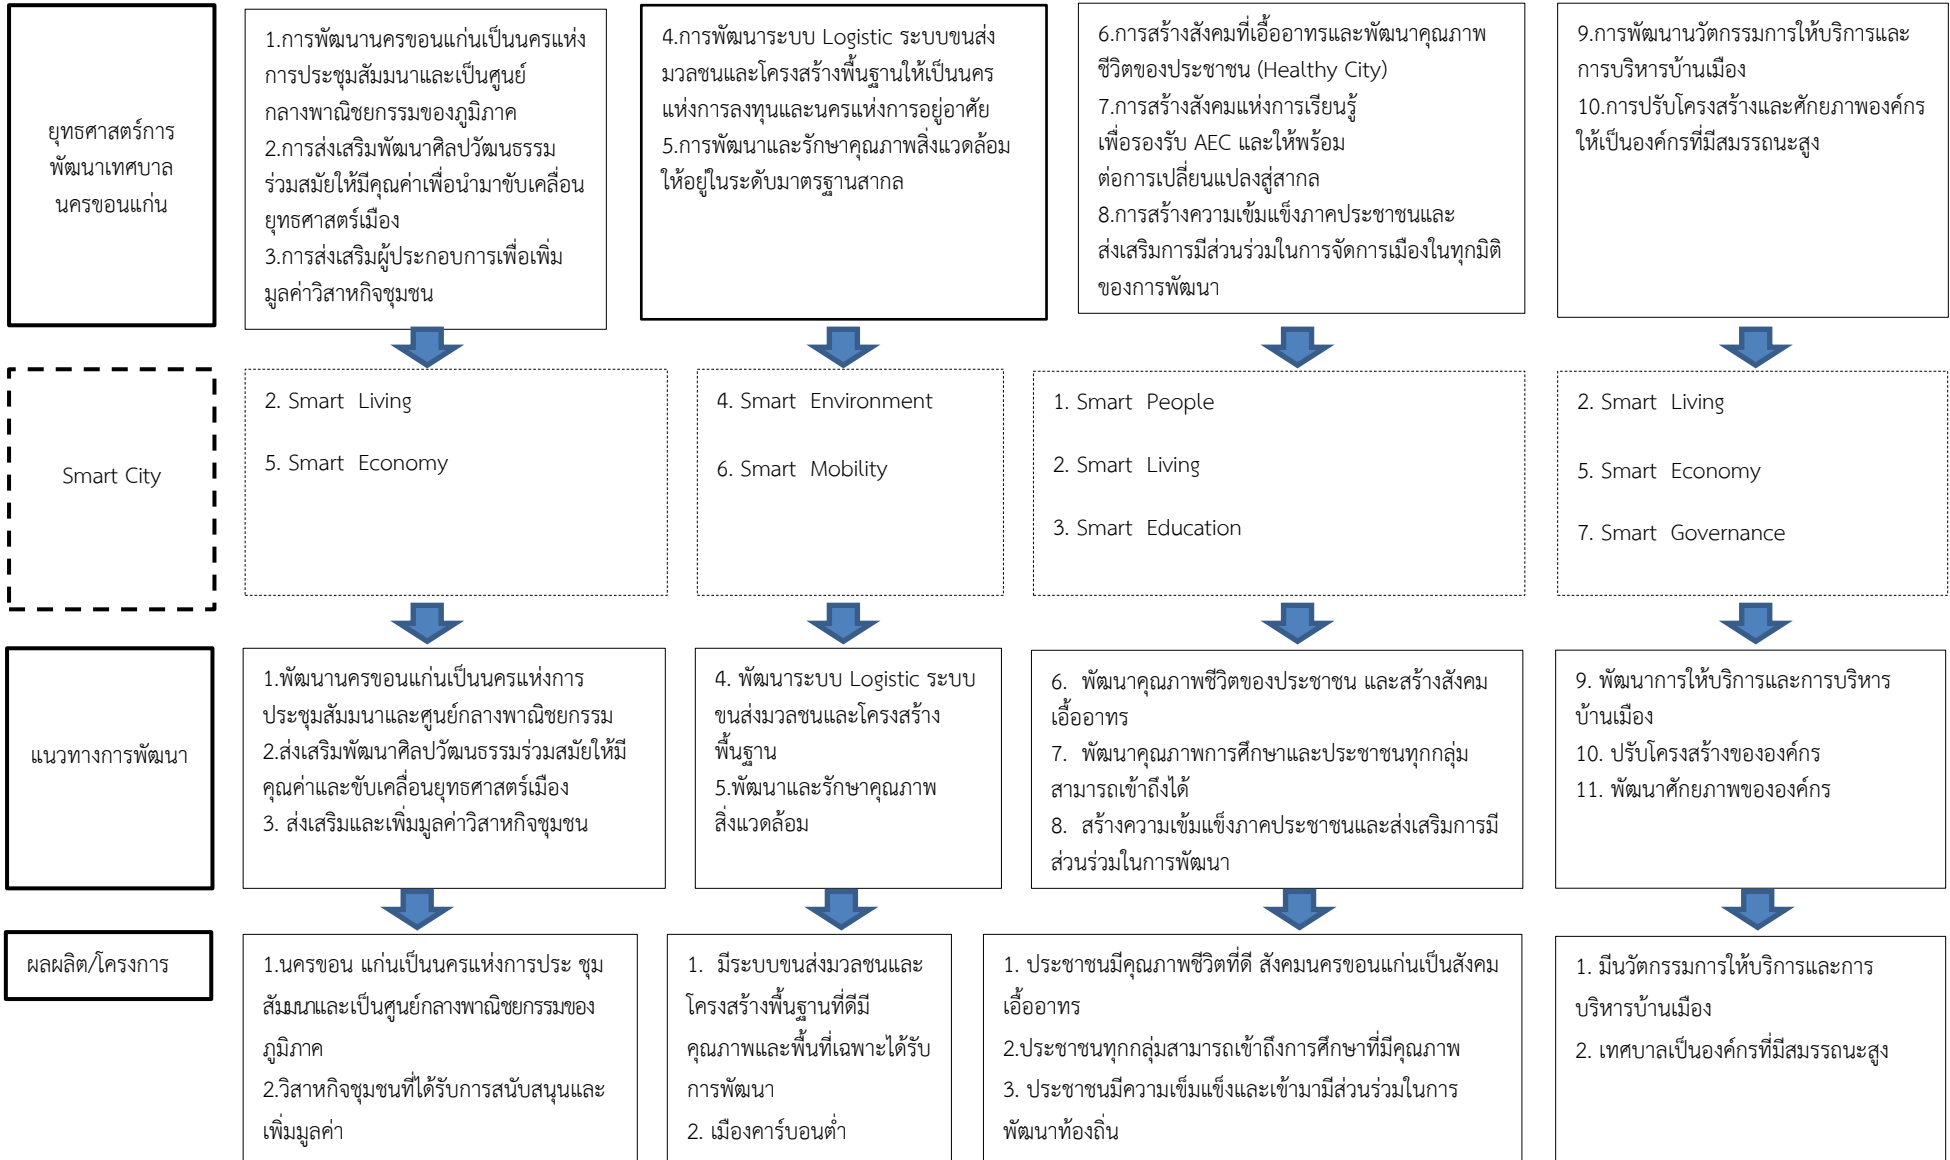 ยุทธศาสตร์การ
พัฒนาเทศบาล
นครขอนแก่น
1.การพัฒนานครขอนแก่นเป็นนครแห่ง
การประชุมสัมมนาและเป็นศูนย์
กลางพาณิชยกรรมของภูมิภาค
2.การส่งเสริมพัฒนาศิลปวัฒนธรรม
ร่วมสมัยให้มีคุณค่าเพื่อนำมาขับเคลื่อน
ยุทธศาสตร์เมือง
3.การส่งเสริมผู้ประกอบการเพื่อเพิ่ม
มูลค่าวิสาหกิจชุมชน
4.การพัฒนาระบบ Logistic ระบบขนส่ง
มวลชนและโครงสร้างพื้นฐานให้เป็นนคร
แห่งการลงทุนและนครแห่งการอยู่อาศัย
5.การพัฒนาและรักษาคุณภาพสิ่งแวดล้อม
ให้อยู่ในระดับมาตรฐานสากล
6.การสร้างสังคมที่เอื้ออาทรและพัฒนาคุณภาพ
ชีวิตของประชาชน (Healthy City)
7.การสร้างสังคมแห่งการเรียนรู้
เพื่อรองรับ AEC และให้พร้อม
ต่อการเปลี่ยนแปลงสู่สากล
8.การสร้างความเข้มแข็งภาคประชาชนและ
ส่งเสริมการมีส่วนร่วมในการจัดการเมืองในทุกมิติ
ของการพัฒนา
9.การพัฒนานวัตกรรมการให้บริการและ
การบริหารบ้านเมือง
10.การปรับโครงสร้างและศักยภาพองค์กร
ให้เป็นองค์กรที่มีสมรรถนะสูง
Smart City
2. Smart Living
5. Smart Economy
4. Smart Environment
6. Smart Mobility
1. Smart People
2. Smart Living
3. Smart Education
2. Smart Living
5. Smart Economy
7. Smart Governance
แนวทางการพัฒนา
1.พัฒนานครขอนแก่นเป็นนครแห่งการ
ประชุมสัมมนาและศูนย์กลางพาณิชยกรรม
2.ส่งเสริมพัฒนาศิลปวัฒนธรรมร่วมสมัยให้มี
คุณค่าและขับเคลื่อนยุทธศาสตร์เมือง
3. ส่งเสริมและเพิ่มมูลค่าวิสาหกิจชุมชน
4. พัฒนาระบบ Logistic ระบบ
ขนส่งมวลชนและโครงสร้าง
พื้นฐาน
5.พัฒนาและรักษาคุณภาพ
สิ่งแวดล้อม
6. พัฒนาคุณภาพชีวิตของประชาชน และสร้างสังคม
เอื้ออาทร
7. พัฒนาคุณภาพการศึกษาและประชาชนทุกกลุ่ม
สามารถเข้าถึงได้
8. สร้างความเข้มแข็งภาคประชาชนและส่งเสริมการมี
ส่วนร่วมในการพัฒนา
9. พัฒนาการให้บริการและการบริหาร
บ้านเมือง
10. ปรับโครงสร้างขององค์กร
11. พัฒนาศักยภาพขององค์กร
ผลผลิต/โครงการ
1.นครขอน แก่นเป็นนครแห่งการประ ชุม
สัมมนาและเป็นศูนย์กลางพาณิชยกรรมของ
ภูมิภาค
2.วิสาหกิจชุมชนที่ได้รับการสนับสนุนและ
เพิ่มมูลค่า
1. มีระบบขนส่งมวลชนและ
โครงสร้างพื้นฐานที่ดีมี
คุณภาพและพื้นที่เฉพาะได้รับ
การพัฒนา
2. เมืองคาร์บอนต่ำ
1. ประชาชนมีคุณภาพชีวิตที่ดี สังคมนครขอนแก่นเป็นสังคม
เอื้ออาทร
2.ประชาชนทุกกลุ่มสามารถเข้าถึงการศึกษาที่มีคุณภาพ
3. ประชาชนมีความเข็มแข็งและเข้ามามีส่วนร่วมในการ
พัฒนาท้องถิ่น
1. มีนวัตกรรมการให้บริการและการ
บริหารบ้านเมือง
2. เทศบาลเป็นองค์กรที่มีสมรรถนะสูง